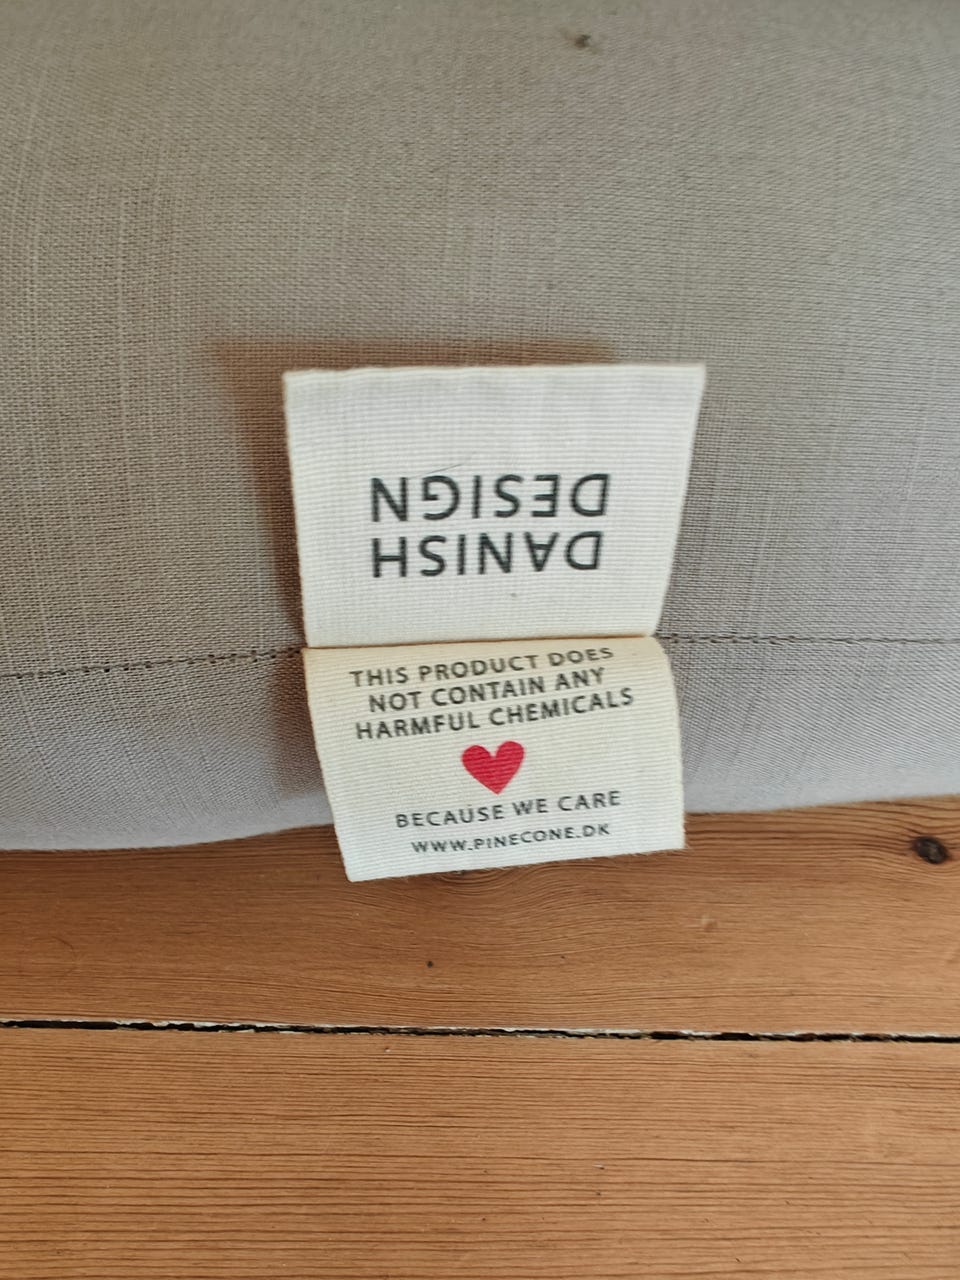 DANISH
DESIGN
THIS PRODUCT DOES
NOT CONTAIN ANY
HARMFUL CHEMICALS
BECAUSE WE CARE
WWW.PINECONE.DK